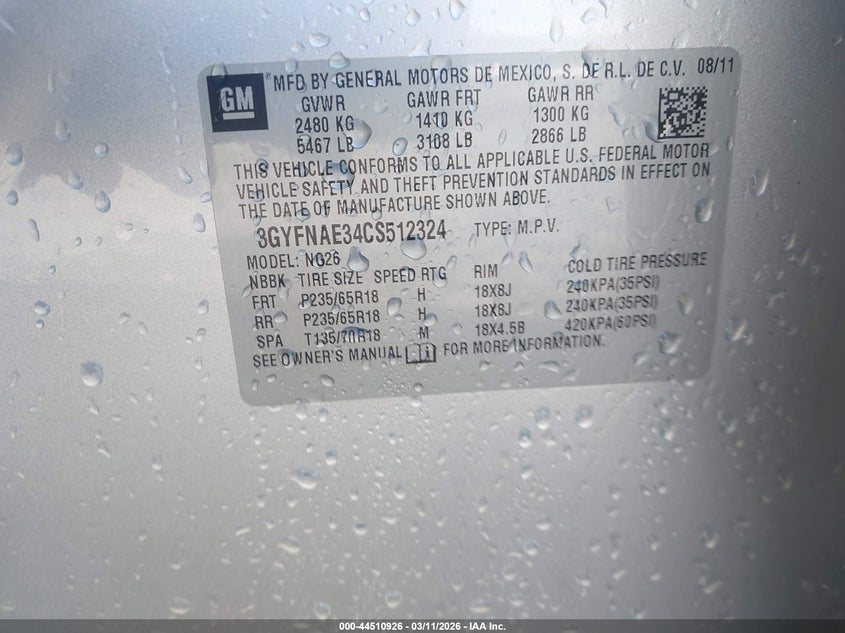 GM
MFD BY GENERAL MOTORS DE MEXICO, S. DE R.L. DE C.V. 08/11
GVWR GAWR FRT GAWR RR
2480 KG 1410 KG 1300 KG
5467 LB 3108 LB 2866 LB
THIS VEHICLE CONFORMS TO ALL APPLICABLE U.S. FEDERAL MOTOR
VEHICLE SAFETY AND THEFT PREVENTION STANDARDS IN EFFECT ON
THE DATE OF MANUFACTURE SHOWN ABOVE.
3GYFNAE34CS512324 TYPE: M.P.V.
MODEL: NG26
NBBK TIRE SIZE SPEED RTG RIM COLD TIRE PRESSURE
FRT P235/65R18 H 18X8J 240KPA(35PSI)
RR P235/65R18 H 18X8J 240KPA(35PSI)
SPA T135/70R18 M 18X4.5B 420KPA(60PSI)
SEE OWNER'S MANUAL FOR MORE INFORMATION.
000-44510926 - 03/11/2026 - IAA Inc.